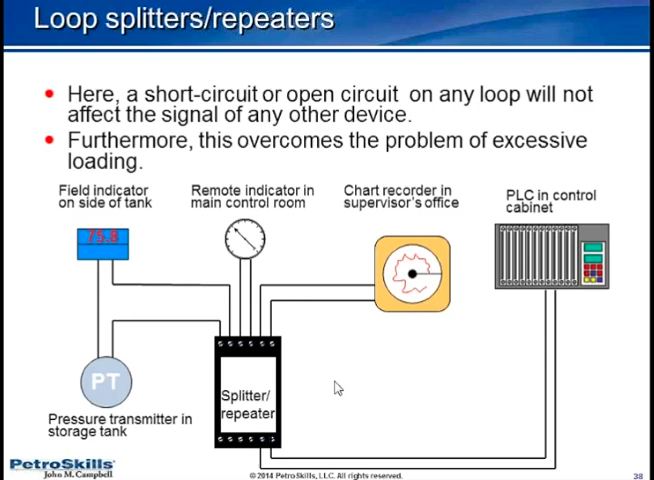 Loop splitters/repeaters
Here, a short-circuit or open circuit on any loop will not
affect the signal of any other device.
Furthermore, this overcomes the problem of excessive
loading.
Field indicator
on side of tank
Remote indicator in
main control room
Chart recorder in
supervisor's office
PLC in control
cabinet
75.8
PT
Splitter/
repeater
Pressure transmitter in
storage tank
PetroSkills
John M. Campbell
© 2014 PetroSkills, LLC. All rights reserved.
38